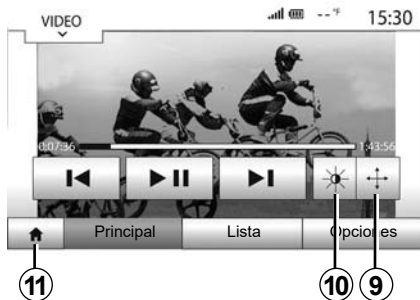 VIDEO
--°F 15:30
0:07:36 1:43:56
Principal Lista Opciones
11 10 9